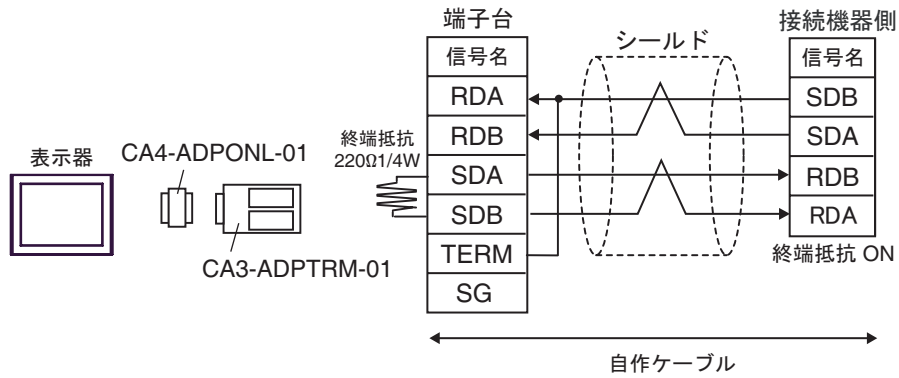 端子台
接続機器側
シールド
信号名
信号名
RDA
SDB
RDB
SDA
終端抵抗
220Ω1/4W
SDA
RDB
SDB
RDA
TERM
終端抵抗 ON
SG
表示器
CA4-ADPONL-01
CA3-ADPTRM-01
自作ケーブル